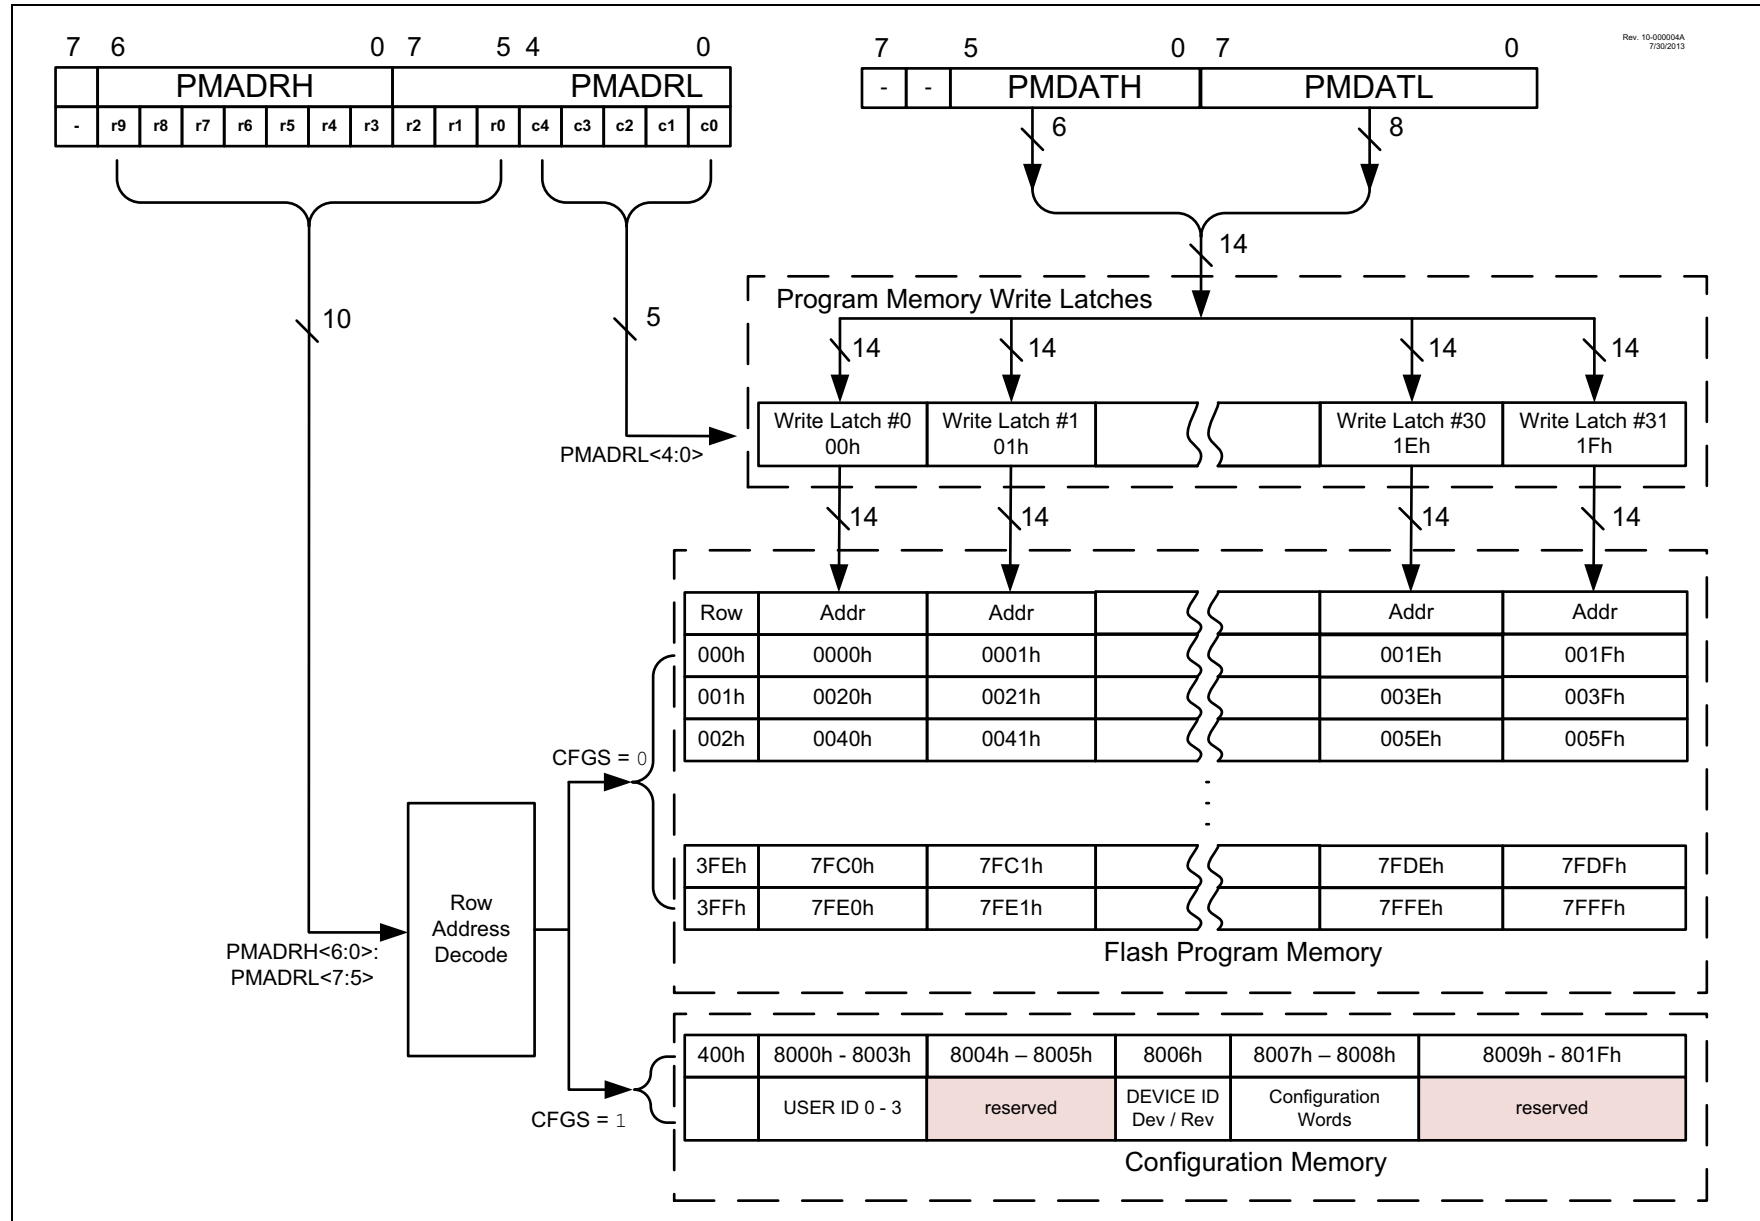 7 6 0 7 5 4 0
PMADRH PMADRL
- r9 r8 r7 r6 r5 r4 r3 r2 r1 r0 c4 c3 c2 c1 c0
7 5 0 7 0
- - PMDATH PMDATL
Rev. 10-000004A
7/30/2013
6 8
14
10 5
Program Memory Write Latches
14 14 14 14
Write Latch #0 Write Latch #1 Write Latch #30 Write Latch #31
00h 01h 1Eh 1Fh
PMADRL<4:0>
14 14 14 14
Row Addr Addr Addr Addr
000h 0000h 0001h 001Eh 001Fh
001h 0020h 0021h 003Eh 003Fh
002h 0040h 0041h 005Eh 005Fh
CFGS = 0
3FEh 7FC0h 7FC1h 7FDEh 7FDFh
3FFh 7FE0h 7FE1h 7FFEh 7FFFh
Flash Program Memory
Row
Address
Decode
PMADRH<6:0>:
PMADRL<7:5>
400h 8000h - 8003h 8004h – 8005h 8006h 8007h – 8008h 8009h - 801Fh
USER ID 0 - 3 reserved DEVICE ID Configuration reserved
Dev / Rev Words
CFGS = 1
Configuration Memory